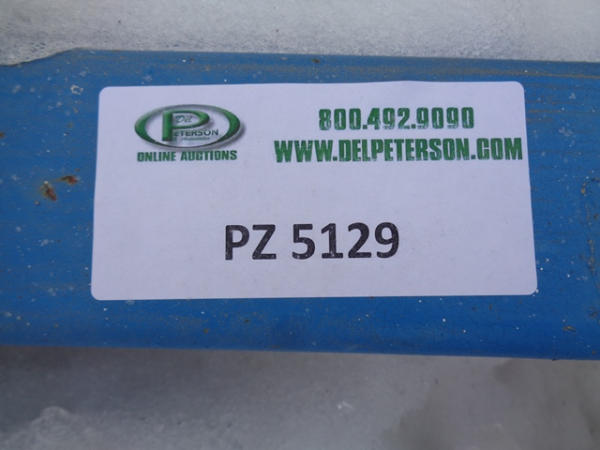 Del
PETERSON
ONLINE AUCTIONS
800.492.9090
WWW.DELPETERSON.COM
PZ 5129